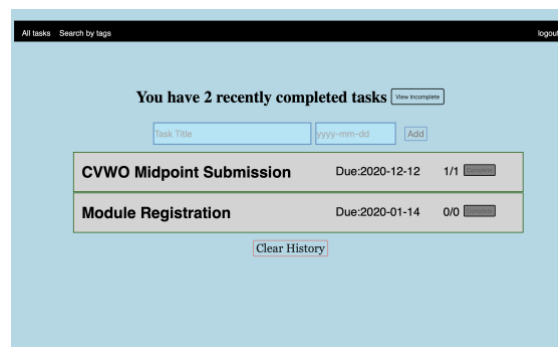 All tasks Search by tags logout
You have 2 recently completed tasks View Incomplete
Task Title yyyy-mm-dd Add
CVWO Midpoint Submission Due:2020-12-12 1/1 Complete
Module Registration Due:2020-01-14 0/0 Complete
Clear History